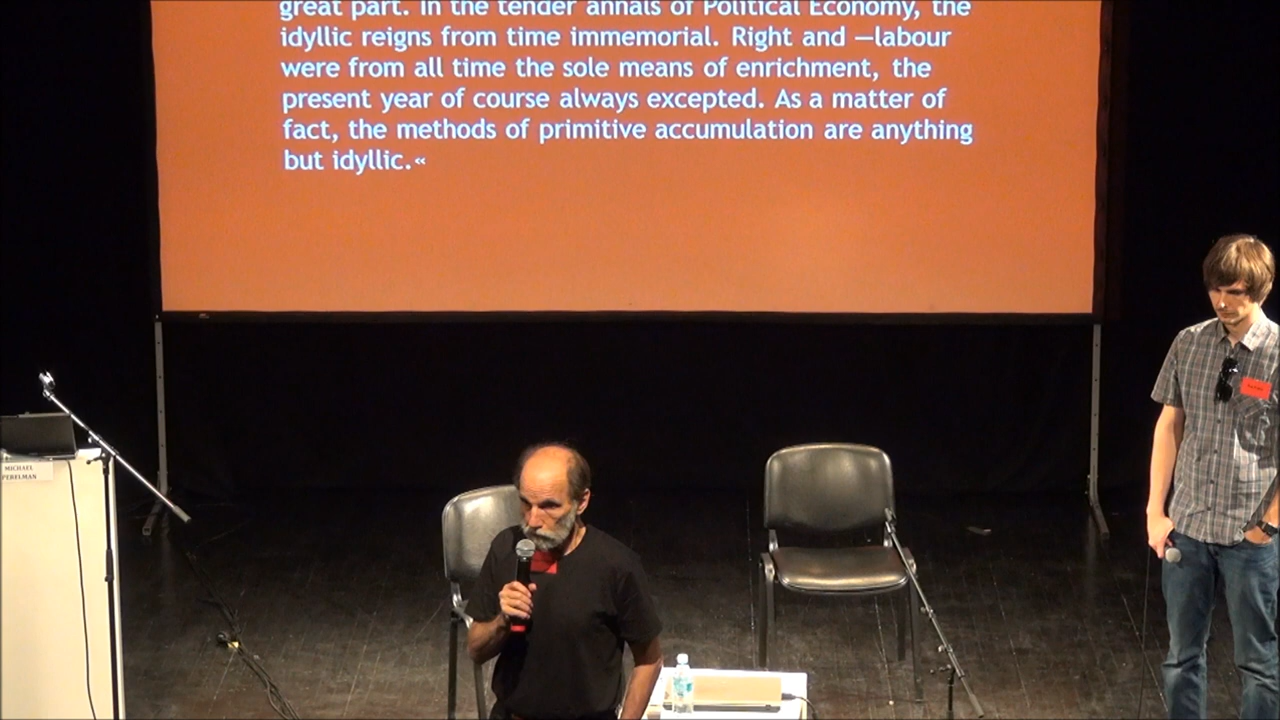 great part. In the tender annals of Political Economy, the
idyllic reigns from time immemorial. Right and —labour
were from all time the sole means of enrichment, the
present year of course always excepted. As a matter of
fact, the methods of primitive accumulation are anything
but idyllic.«
MICHAEL
PERELMAN